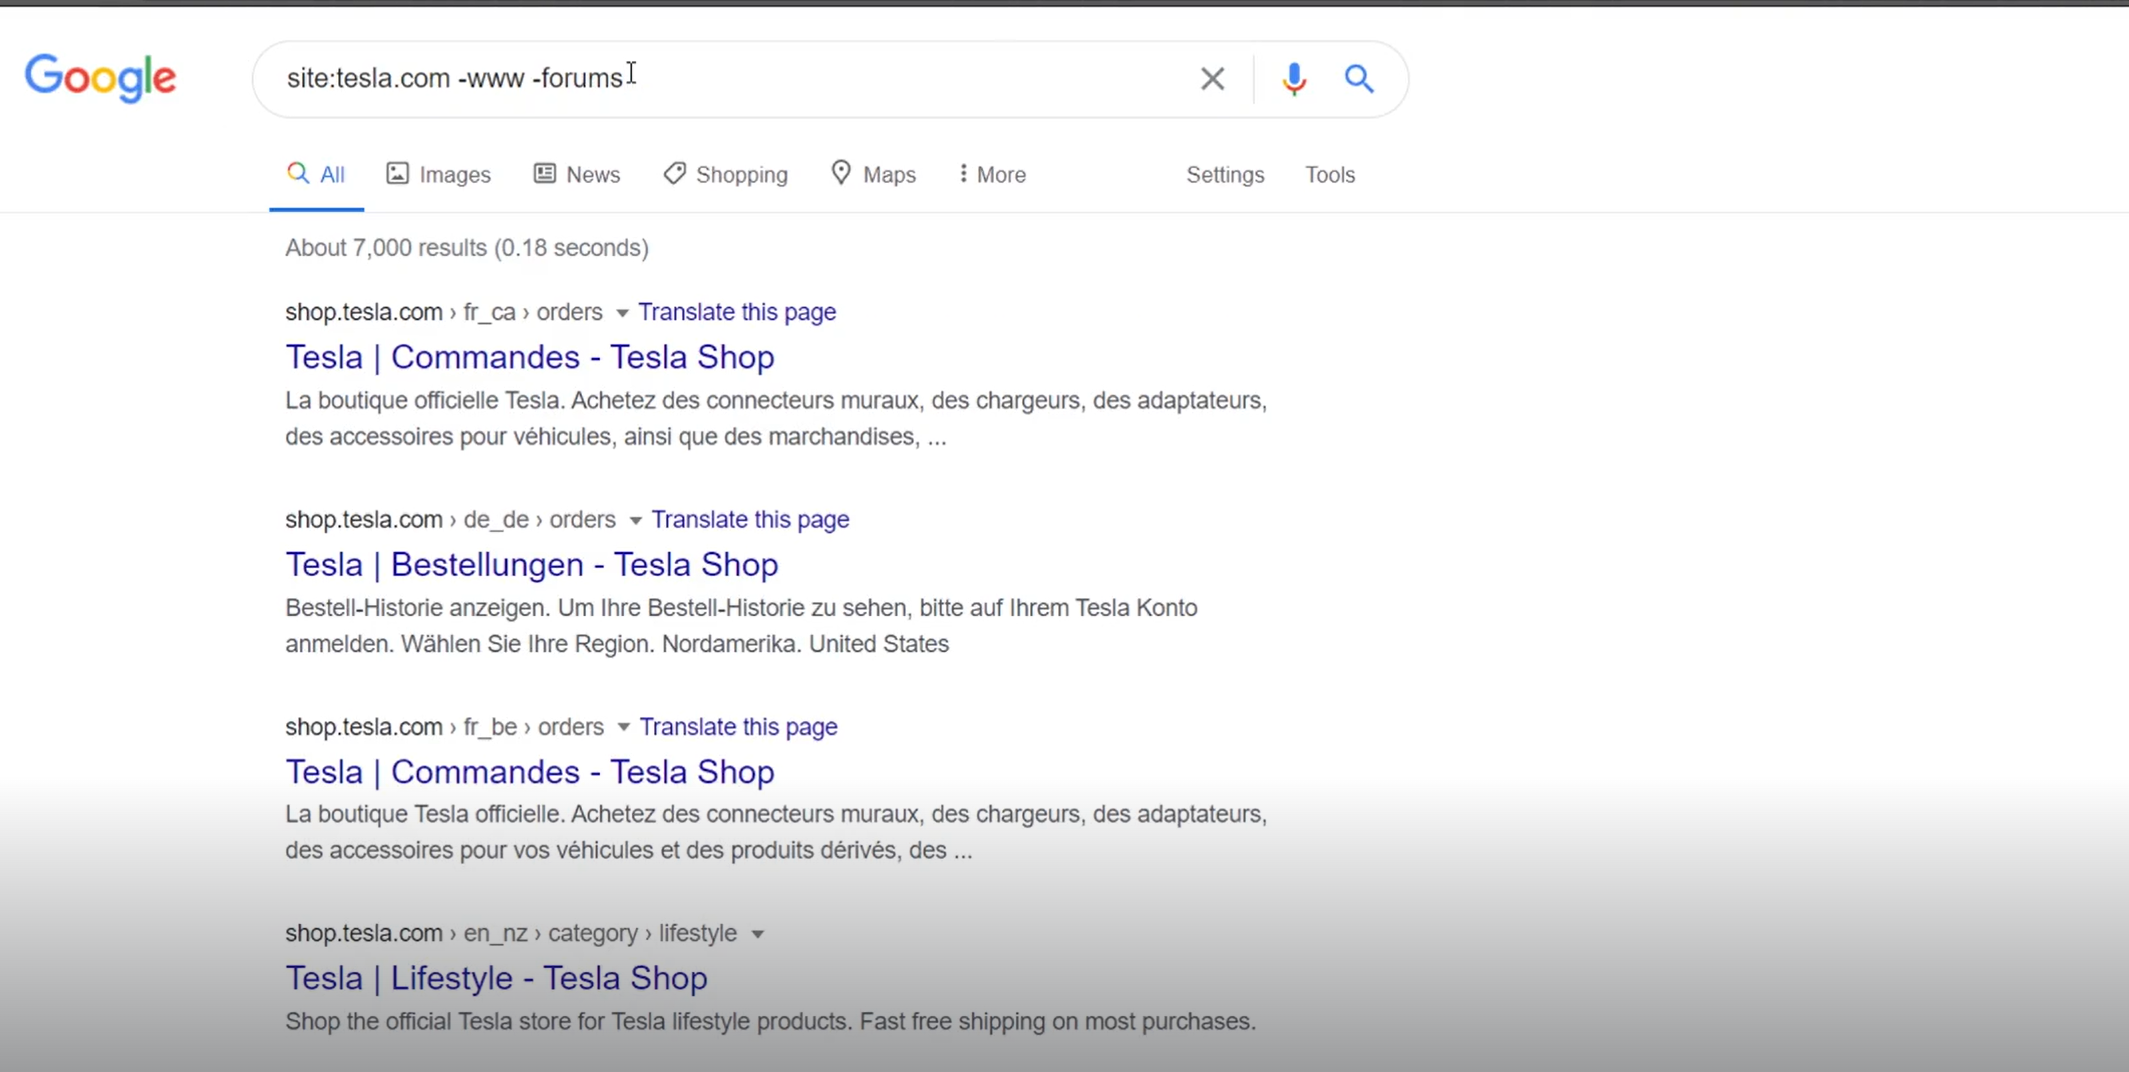 Google
site:tesla.com -www -forums
All Images News Shopping Maps More Settings Tools
About 7,000 results (0.18 seconds)
shop.tesla.com › fr_ca › orders Translate this page
Tesla | Commandes - Tesla Shop
La boutique officielle Tesla. Achetez des connecteurs muraux, des chargeurs, des adaptateurs,
des accessoires pour véhicules, ainsi que des marchandises, ...
shop.tesla.com › de_de › orders Translate this page
Tesla | Bestellungen - Tesla Shop
Bestell-Historie anzeigen. Um Ihre Bestell-Historie zu sehen, bitte auf Ihrem Tesla Konto
anmelden. Wählen Sie Ihre Region. Nordamerika. United States
shop.tesla.com › fr_be › orders Translate this page
Tesla | Commandes - Tesla Shop
La boutique Tesla officielle. Achetez des connecteurs muraux, des chargeurs, des adaptateurs,
des accessoires pour vos véhicules et des produits dérivés, des ...
shop.tesla.com › en_nz › category › lifestyle
Tesla | Lifestyle - Tesla Shop
Shop the official Tesla store for Tesla lifestyle products. Fast free shipping on most purchases.